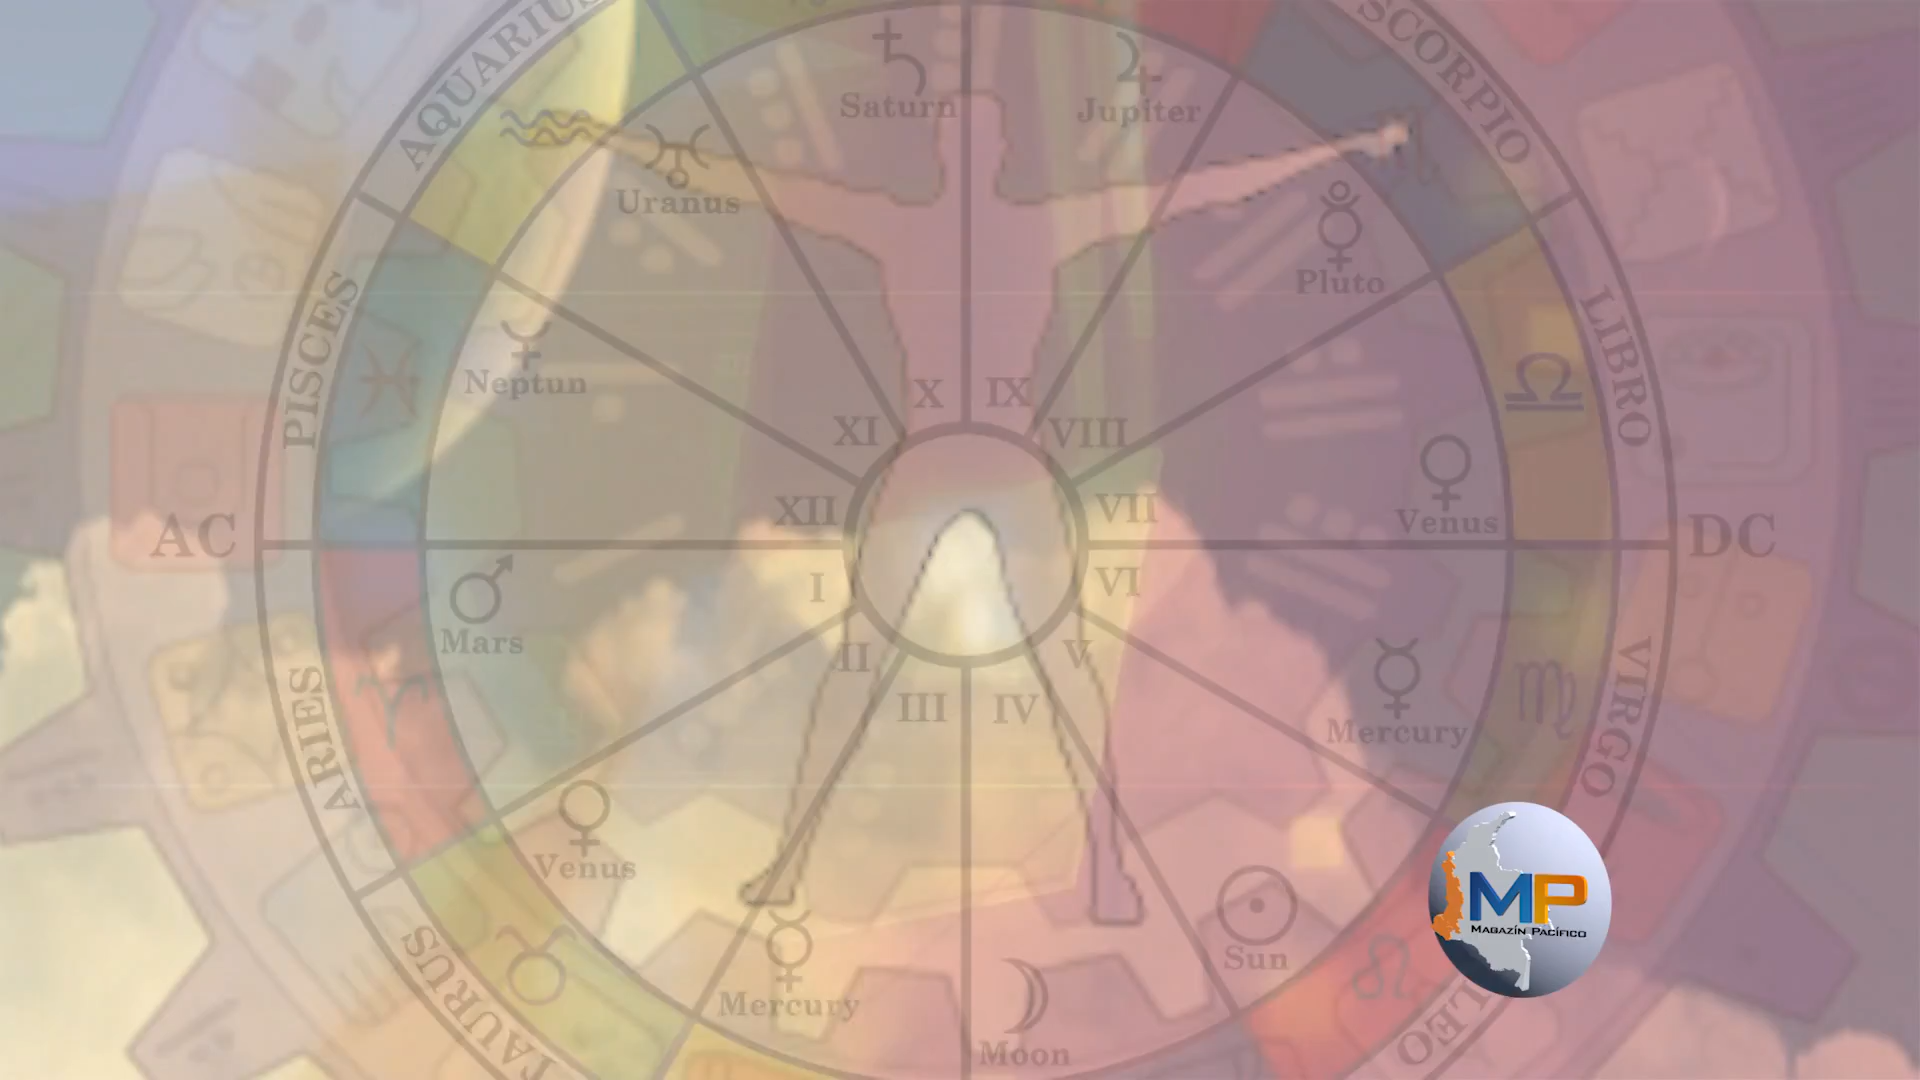 AQUARIUS
SCORPIO
Saturn
Jupiter
Uranus
Pluto
PISCES
LIBRO
Neptun
X
IX
XI
VIII
XII
VII
Venus
AC
DC
I
VI
Mars
II
V
III
IV
Mercury
ARIES
VIRGO
Venus
Sun
MP
MAGAZÍN PACÍFICO
TAURUS
Mercury
Moon
LEO